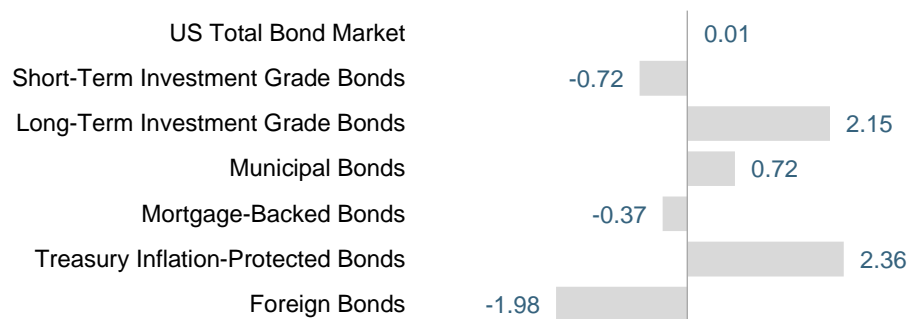 US Total Bond Market 0.01
Short-Term Investment Grade Bonds -0.72
Long-Term Investment Grade Bonds 2.15
Municipal Bonds 0.72
Mortgage-Backed Bonds -0.37
Treasury Inflation-Protected Bonds 2.36
Foreign Bonds -1.98